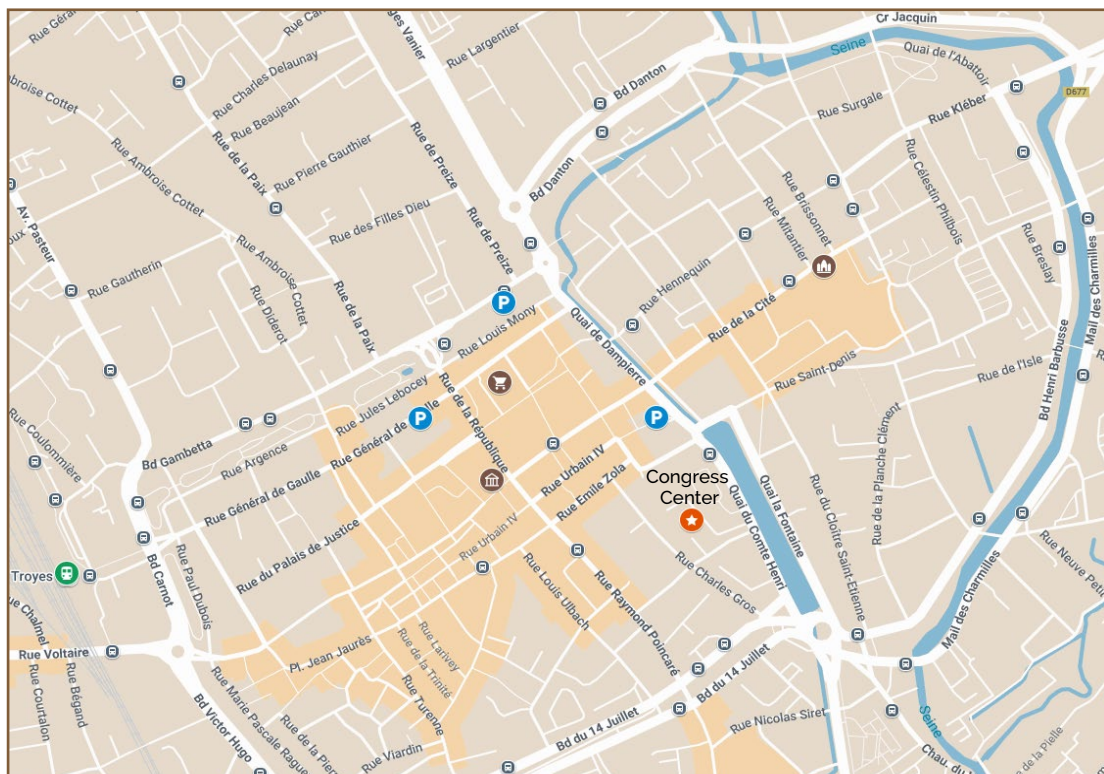 Cr Jacquin
Seine
Quai de l'Abattoir
Rue Largentier
Bd Danton
D677
Rue Charles Delaunay
Rue Surgale
Rue Kléber
Rue Beaujean
Rue de Preize
Rue de la Paix
Rue Pierre Gauthier
Rue Ambroise Cottet
Bd Danton
Rue Brissonnet
Rue Célestin Philbois
Av. Pasteur
Rue des Filles Dieu
Rue de Preize
Rue Mitantier
Rue Breslay
Mail des Charmilles
Rue Gautherin
Rue Ambroise Cottet
Rue Hennequin
P
Rue Diderot
Rue de la Paix
Rue Louis Mony
Quai de Dampierre
Rue de la Cité
Bd Henri Barbusse
Rue Saint-Denis
Rue de l'Isle
Rue Jules Lebocey
Rue de la République
P
P
Rue Coulommière
Bd Gambetta
Rue Argence
Rue Général de Gaulle
Rue de la Planche Clément
Rue Général de Gaulle
Rue Urbain IV
Rue Emile Zola
Congress
Center
Quai la Fontaine
Quai du Comte Henri
Rue du Cloître Saint-Etienne
Rue du Palais de Justice
Rue Urbain IV
Troyes
Bd Carnot
Rue Paul Dubois
Rue Louis Ulbach
Rue Charles Gros
Mail des Charmilles
Rue Chalmel
Rue Raymond Poincaré
Rue Voltaire
Pl. Jean Jaurès
Rue Larivey
Rue de la Trinité
Rue Bégand
Rue Courtalon
Bd du 14 Juillet
Rue Turenne
Bd Victor Hugo
Rue Nicolas Siret
Seine
Bd du 14 Juillet
Rue Viardin